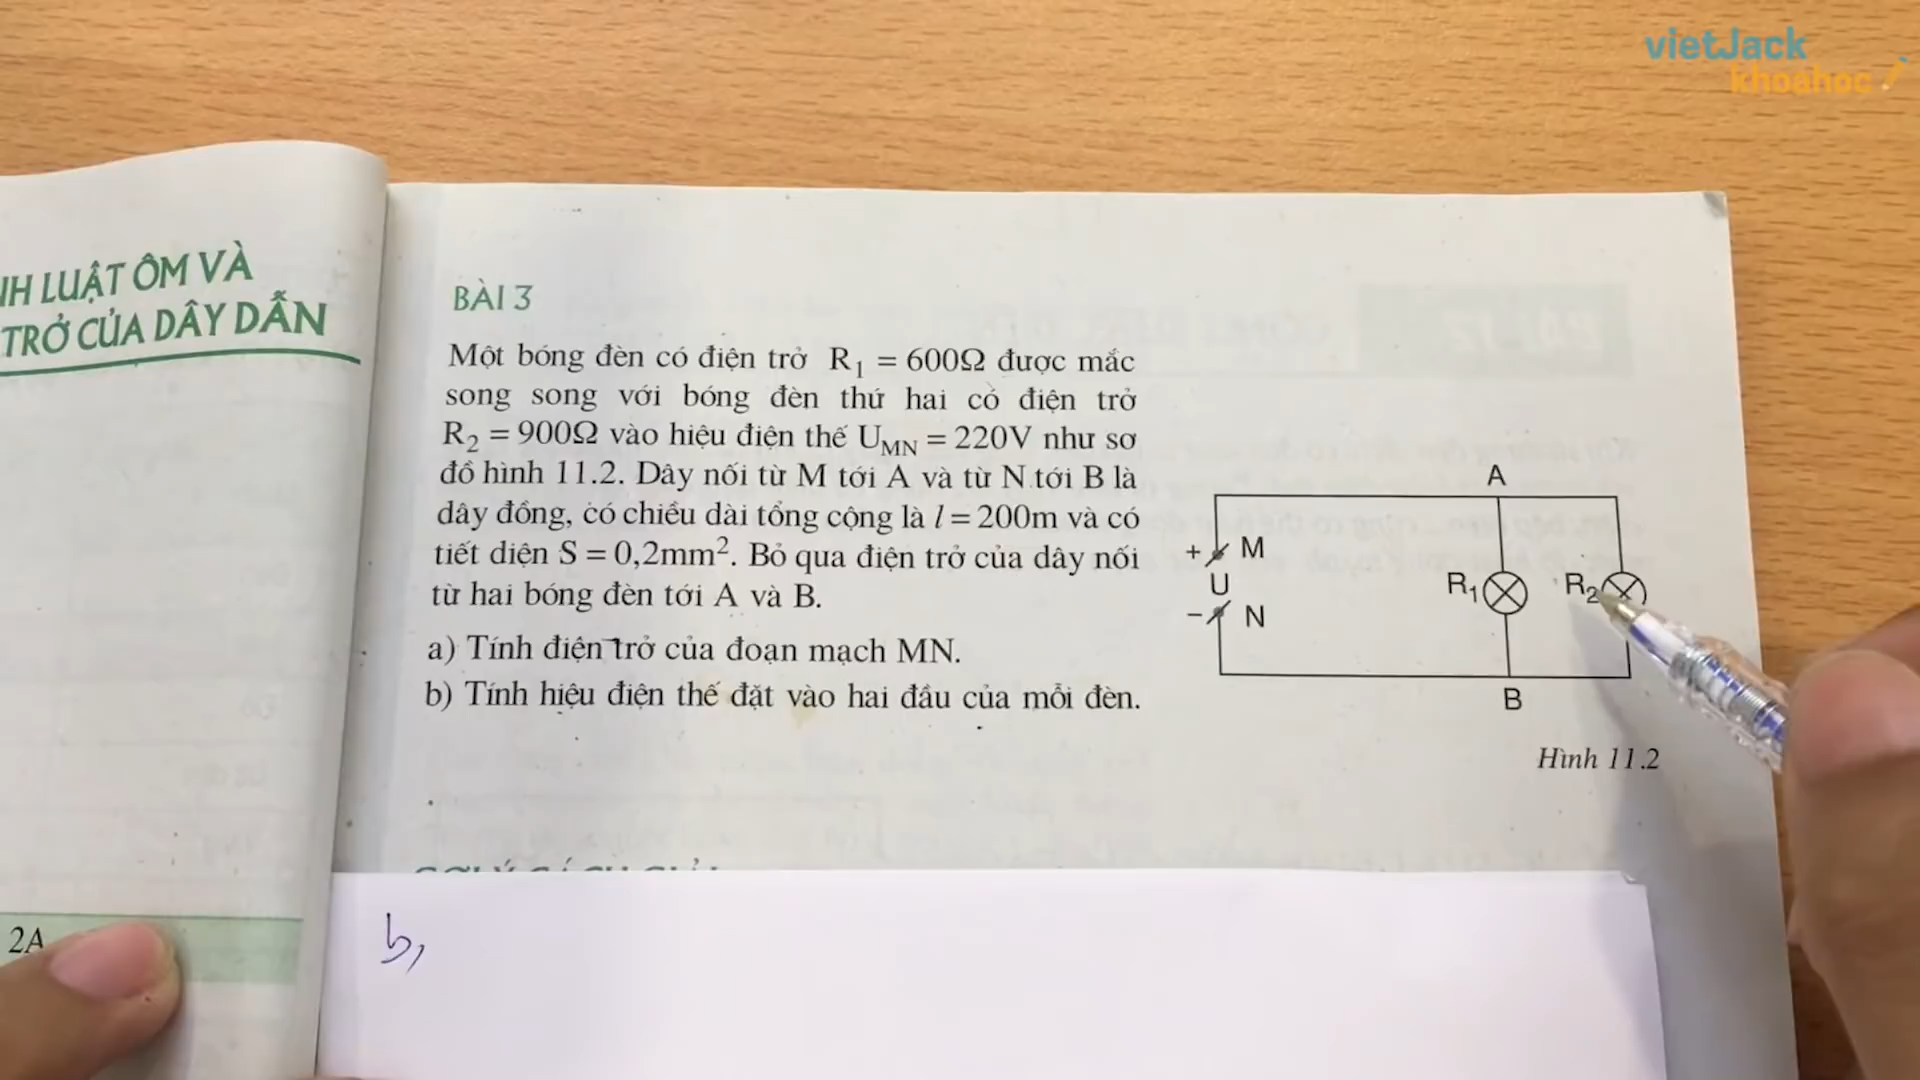 vietJack
khoahoc
LUẬT ÔM VÀ
TRỞ CỦA DÂY DẪN
BÀI 3
Một bóng đèn có điện trở R₁ = 600Ω được mắc
song song với bóng đèn thứ hai có điện trở
R₂ = 900Ω vào hiệu điện thế U_MN = 220V như sơ
đồ hình 11.2. Dây nối từ M tới A và từ N tới B là
dây đồng, có chiều dài tổng cộng là l = 200m và có
tiết diện S = 0,2mm². Bỏ qua điện trở của dây nối
từ hai bóng đèn tới A và B.
a) Tính điện trở của đoạn mạch MN.
b) Tính hiệu điện thế đặt vào hai đầu của mỗi đèn.
A
+ M
U
R₁
R₂
− N
B
Hình 11.2
2A
b,